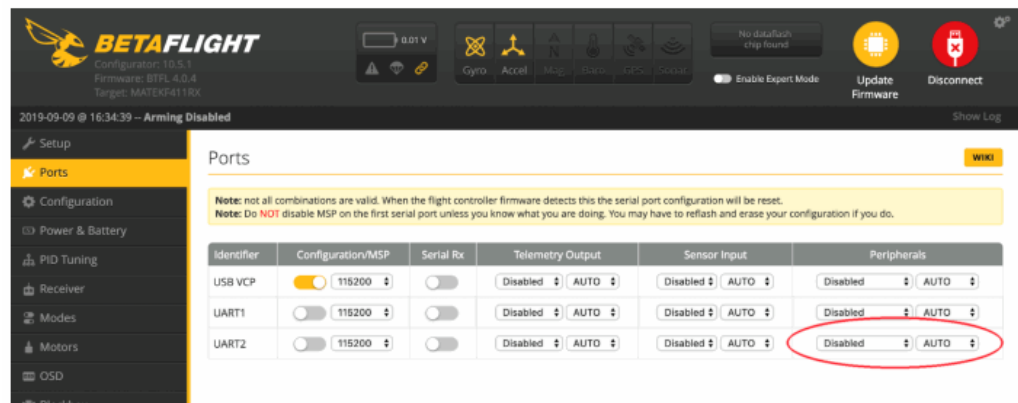 BETAFLIGHT
Configurator: 10.5.1
Firmware: BTFL 4.0.4
Target: MATEKF411RX
0.01 V
Gyro Accel Mag Baro GPS Sonar
No dataflash
chip found
Enable Expert Mode
Update
Firmware
Disconnect
2019-09-09 @ 16:34:39 -- Arming Disabled
Show Log
Setup
Ports
Configuration
Power & Battery
PID Tuning
Receiver
Modes
Motors
OSD
Ports
WIKI
Note: not all combinations are valid. When the flight controller firmware detects this the serial port configuration will be reset.
Note: Do NOT disable MSP on the first serial port unless you know what you are doing. You may have to reflash and erase your configuration if you do.
Identifier Configuration/MSP Serial Rx Telemetry Output Sensor Input Peripherals
USB VCP 115200 Disabled AUTO Disabled AUTO Disabled AUTO
UART1 115200 Disabled AUTO Disabled AUTO Disabled AUTO
UART2 115200 Disabled AUTO Disabled AUTO Disabled AUTO